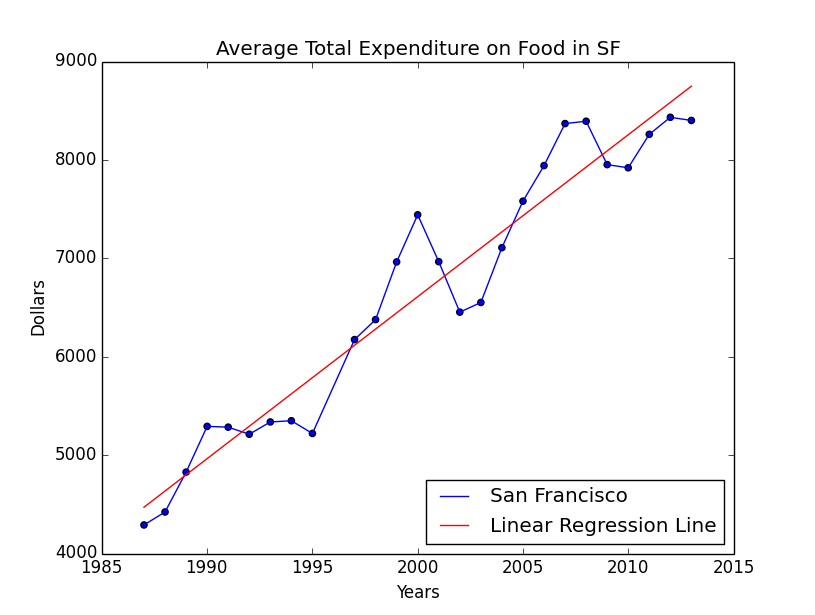 Average Total Expenditure on Food in SF
9000
8000
7000
6000
5000
4000
Dollars
San Francisco
Linear Regression Line
1985 1990 1995 2000 2005 2010 2015
Years